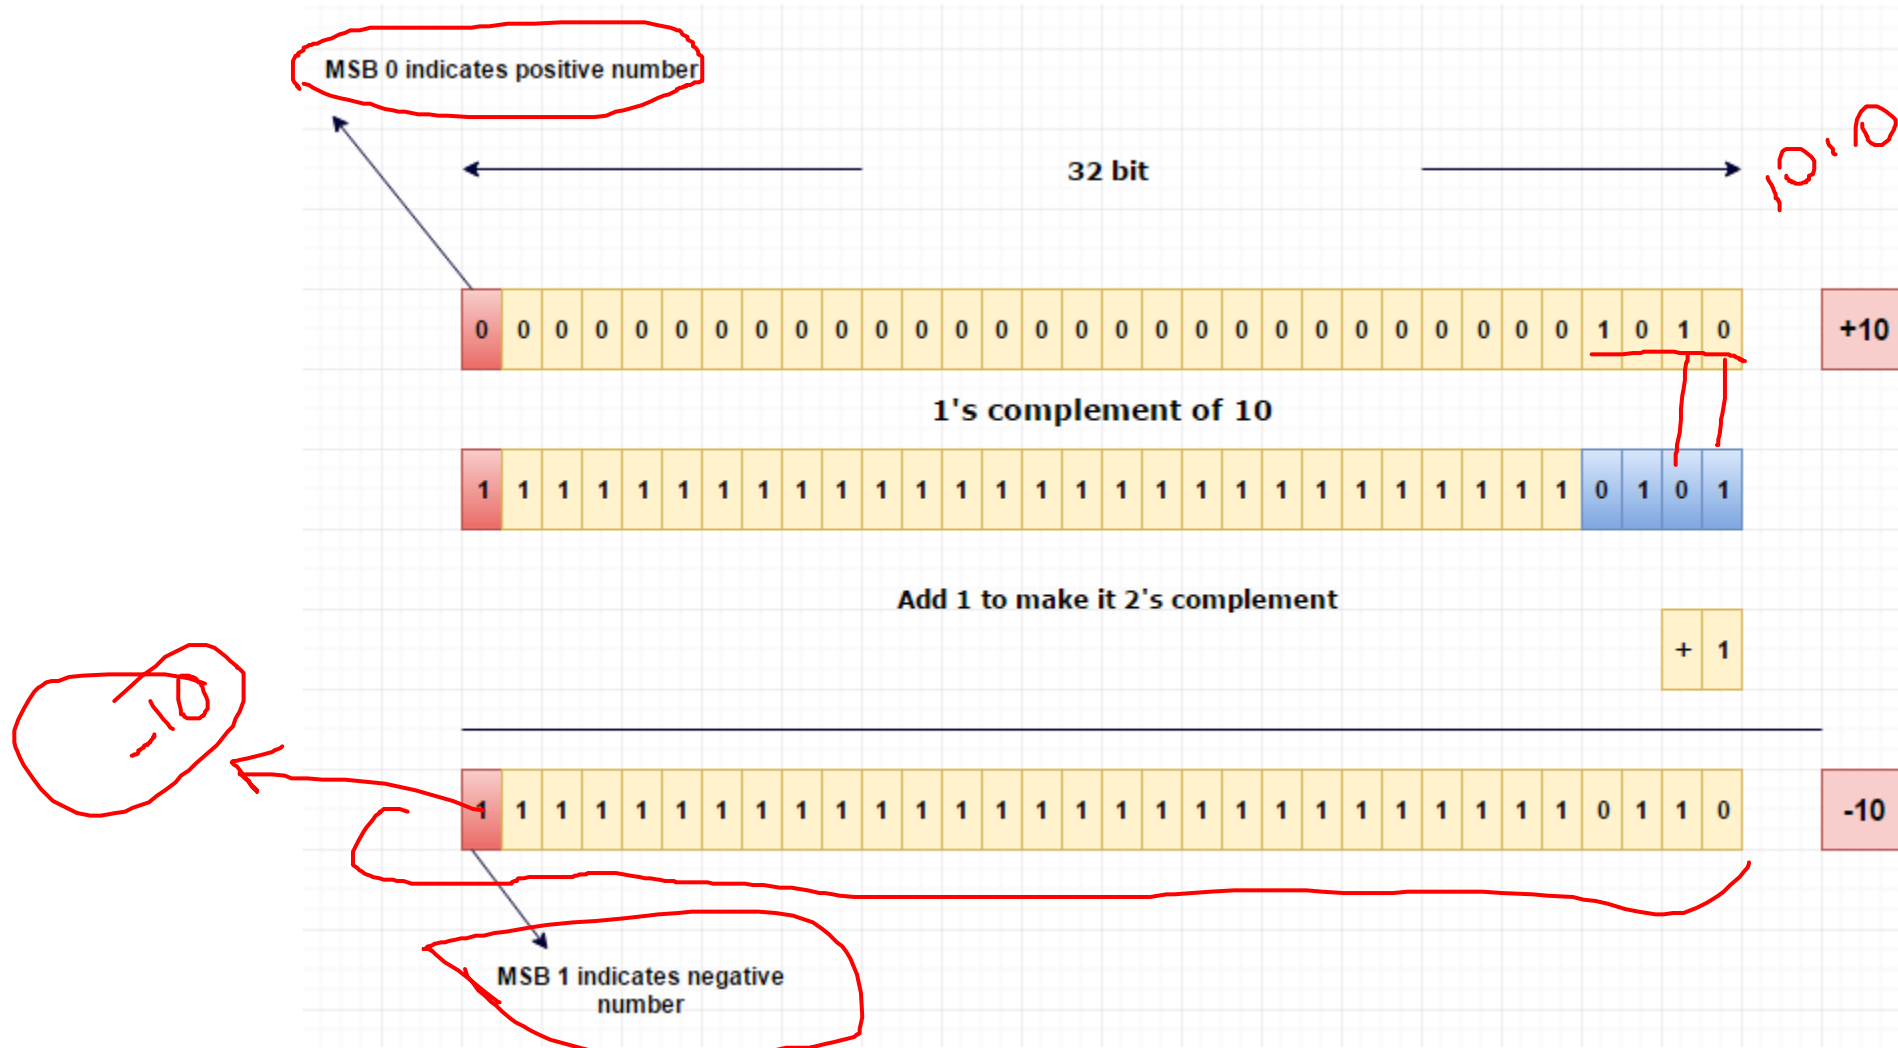 MSB 0 indicates positive number
32 bit
1010
0 0 0 0 0 0 0 0 0 0 0 0 0 0 0 0 0 0 0 0 0 0 0 0 0 0 0 0 1 0 1 0 +10
1's complement of 10
1 1 1 1 1 1 1 1 1 1 1 1 1 1 1 1 1 1 1 1 1 1 1 1 1 1 1 1 0 1 0 1
Add 1 to make it 2's complement
+ 1
-10
1 1 1 1 1 1 1 1 1 1 1 1 1 1 1 1 1 1 1 1 1 1 1 1 1 1 1 1 0 1 1 0 -10
MSB 1 indicates negative
number